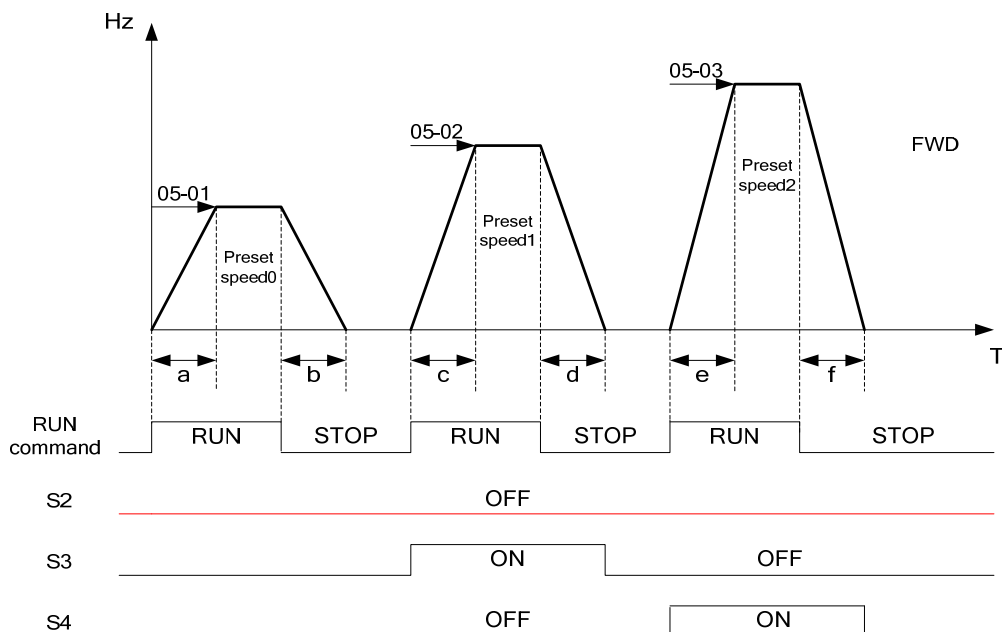 Hz
05-03
05-02
FWD
Preset
speed2
05-01
Preset
speed1
Preset
speed0
T
a
b
c
d
e
f
RUN
command
RUN
STOP
RUN
STOP
RUN
STOP
S2
OFF
S3
ON
OFF
S4
OFF
ON